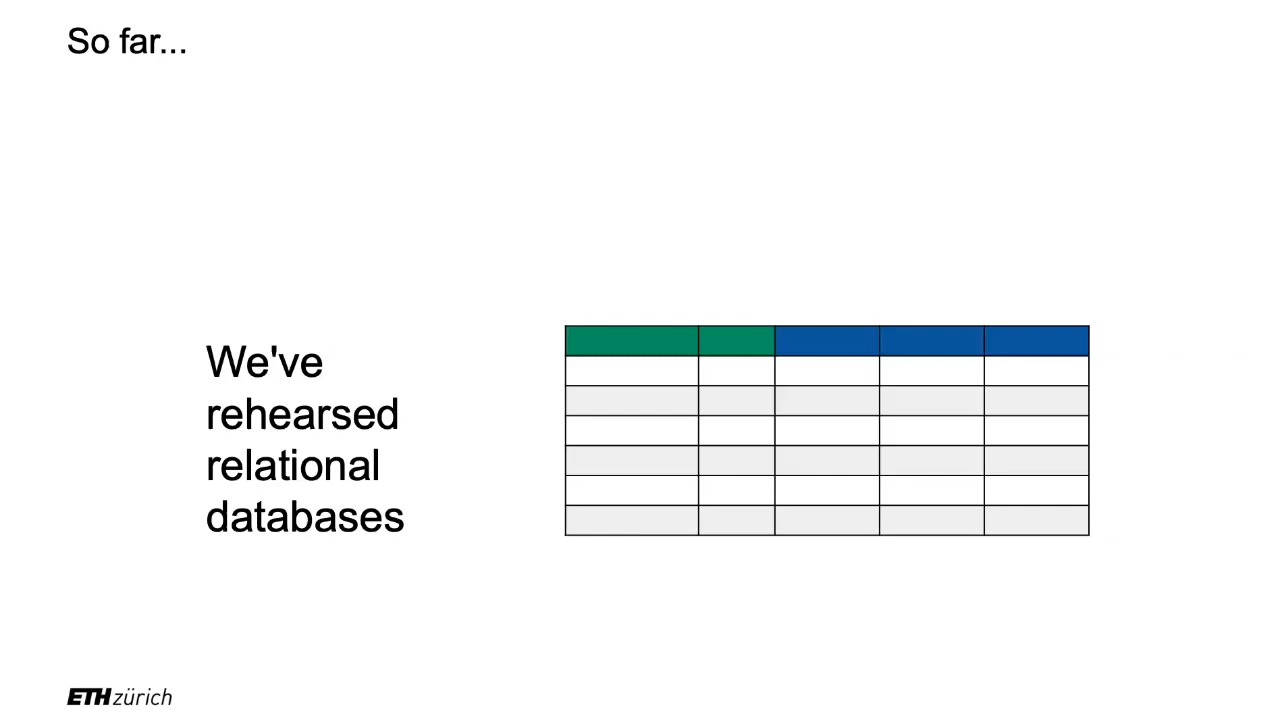 So far...
We've
rehearsed
relational
databases
ETH zürich